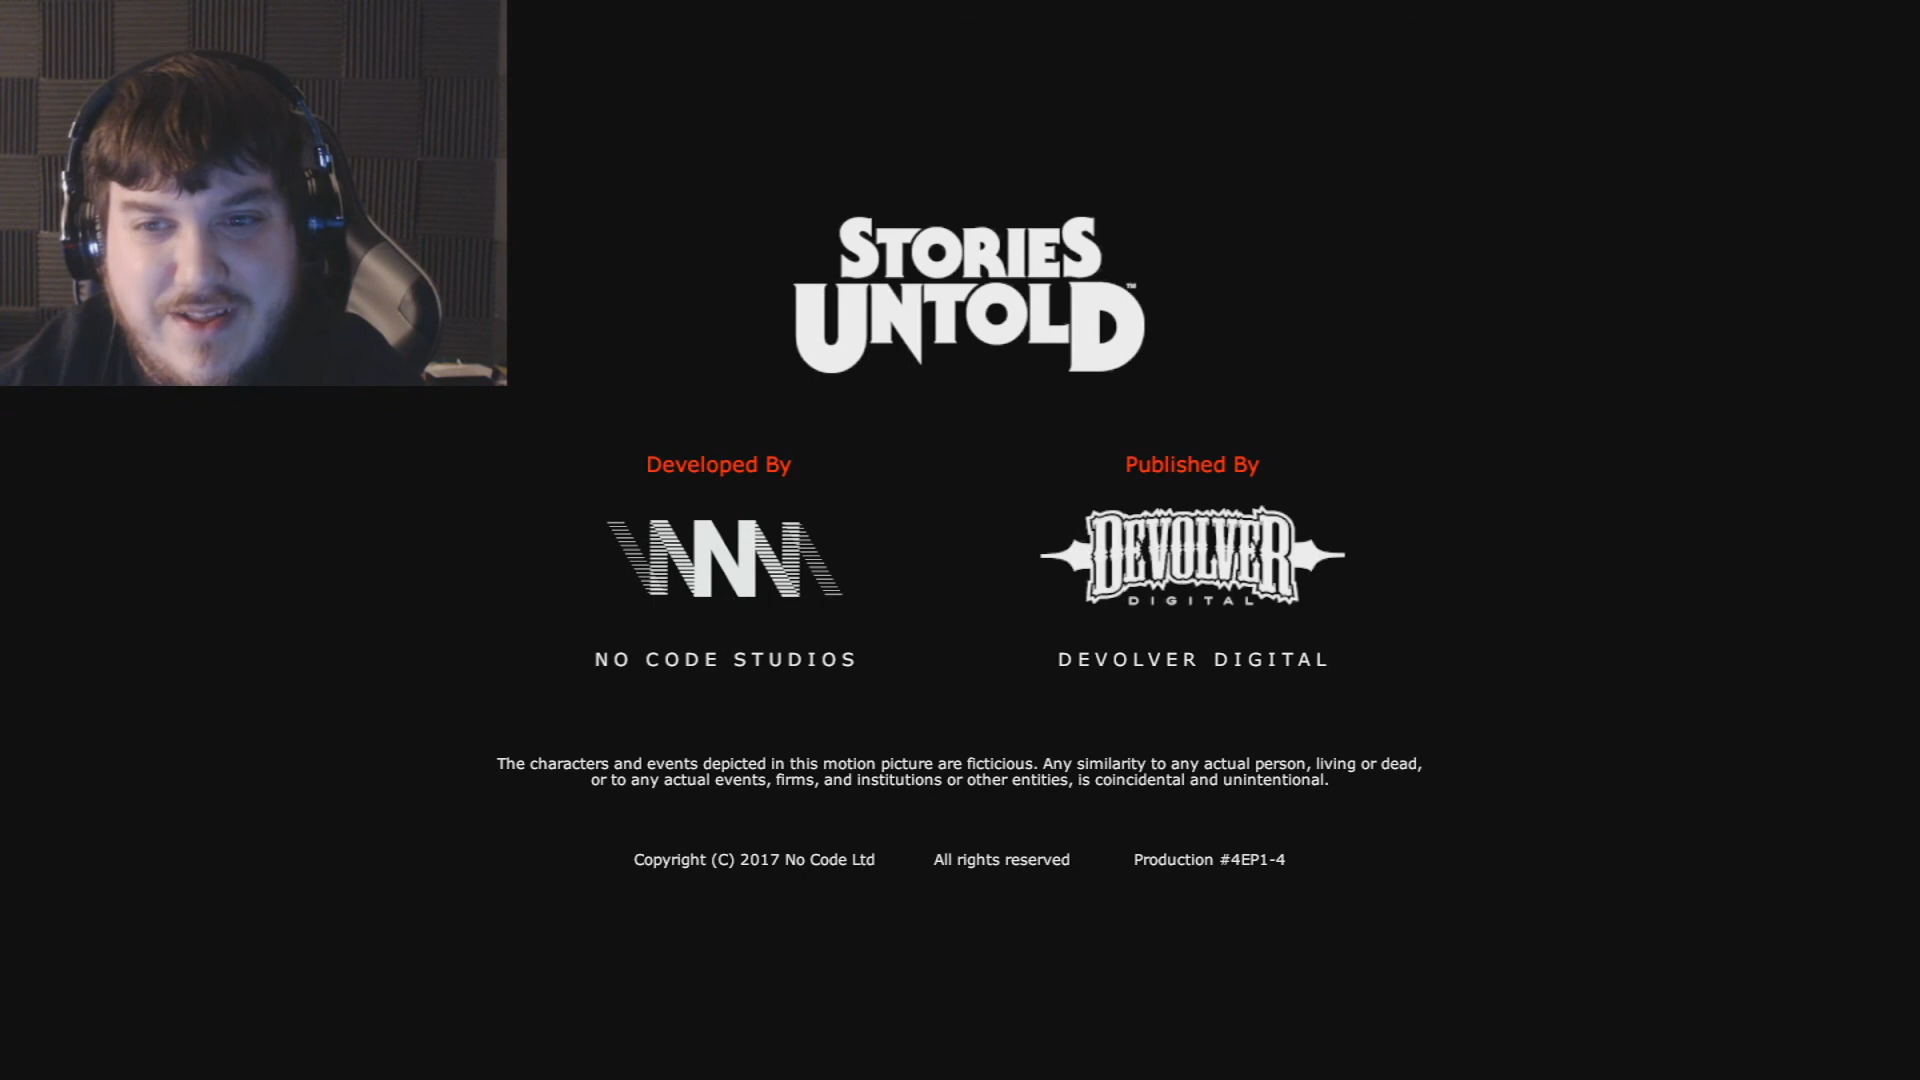 STORIES
UNTOLD™
Developed By
Published By
N
DEVOLVER
DIGITAL
NO CODE STUDIOS
DEVOLVER DIGITAL
The characters and events depicted in this motion picture are ficticious. Any similarity to any actual person, living or dead,
or to any actual events, firms, and institutions or other entities, is coincidental and unintentional.
Copyright (C) 2017 No Code Ltd All rights reserved Production #4EP1-4